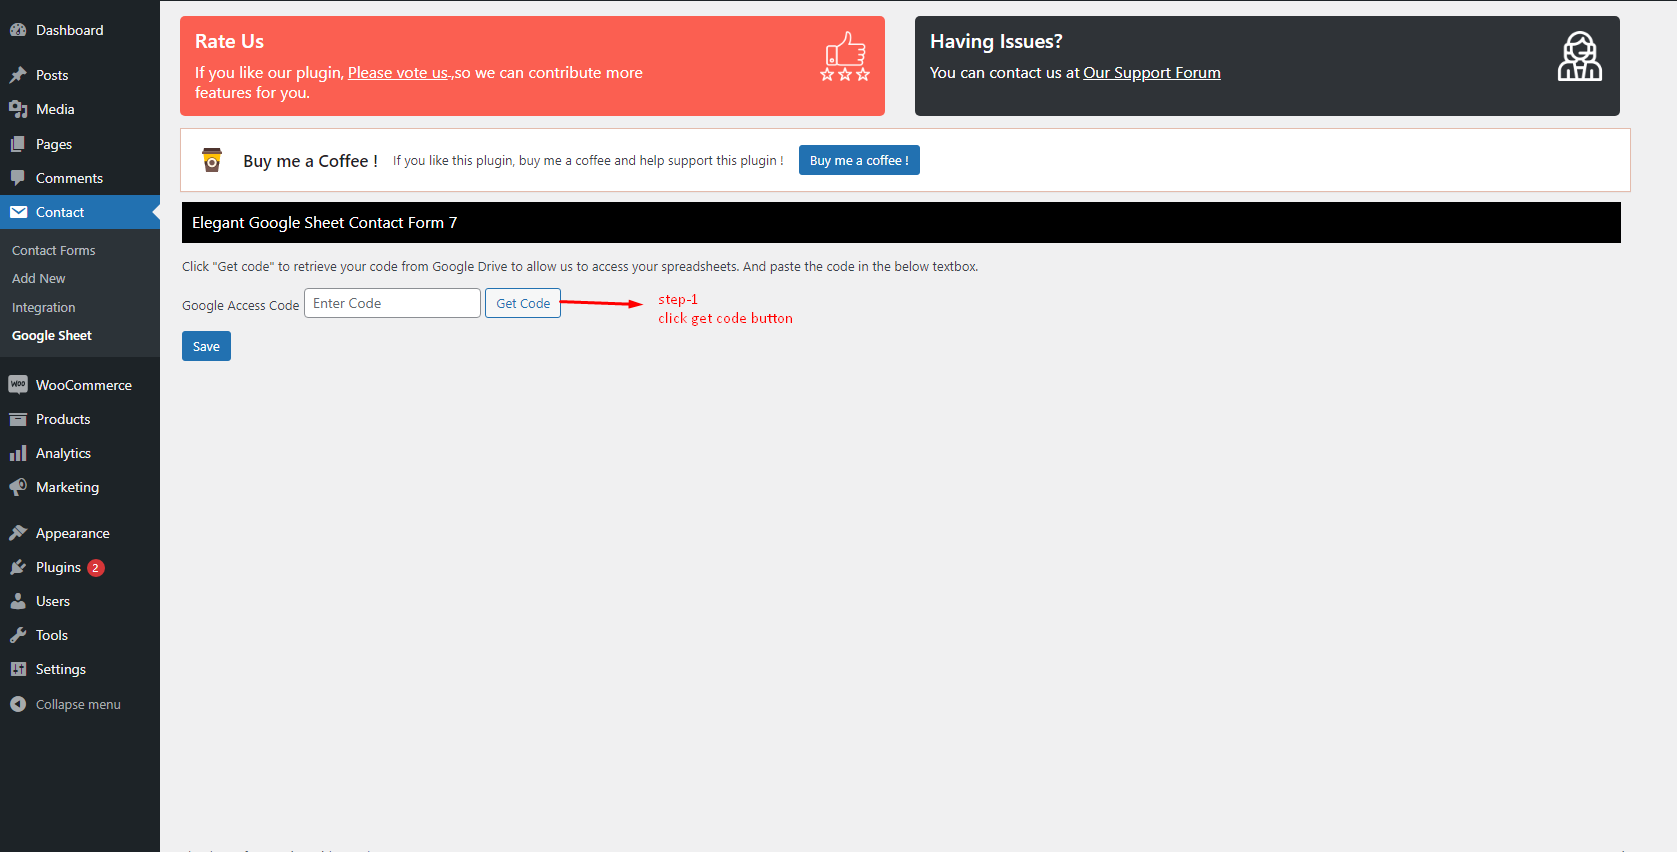 Dashboard
Posts
Media
Pages
Comments
Contact
Contact Forms
Add New
Integration
Google Sheet
WooCommerce
Products
Analytics
Marketing
Appearance
Plugins 2
Users
Tools
Settings
Collapse menu
Rate Us
If you like our plugin, Please vote us.,so we can contribute more
features for you.
Having Issues?
You can contact us at Our Support Forum
Buy me a Coffee ! If you like this plugin, buy me a coffee and help support this plugin ! Buy me a coffee !
Elegant Google Sheet Contact Form 7
Click "Get code" to retrieve your code from Google Drive to allow us to access your spreadsheets. And paste the code in the below textbox.
Google Access Code Enter Code Get Code
step-1
click get code button
Save